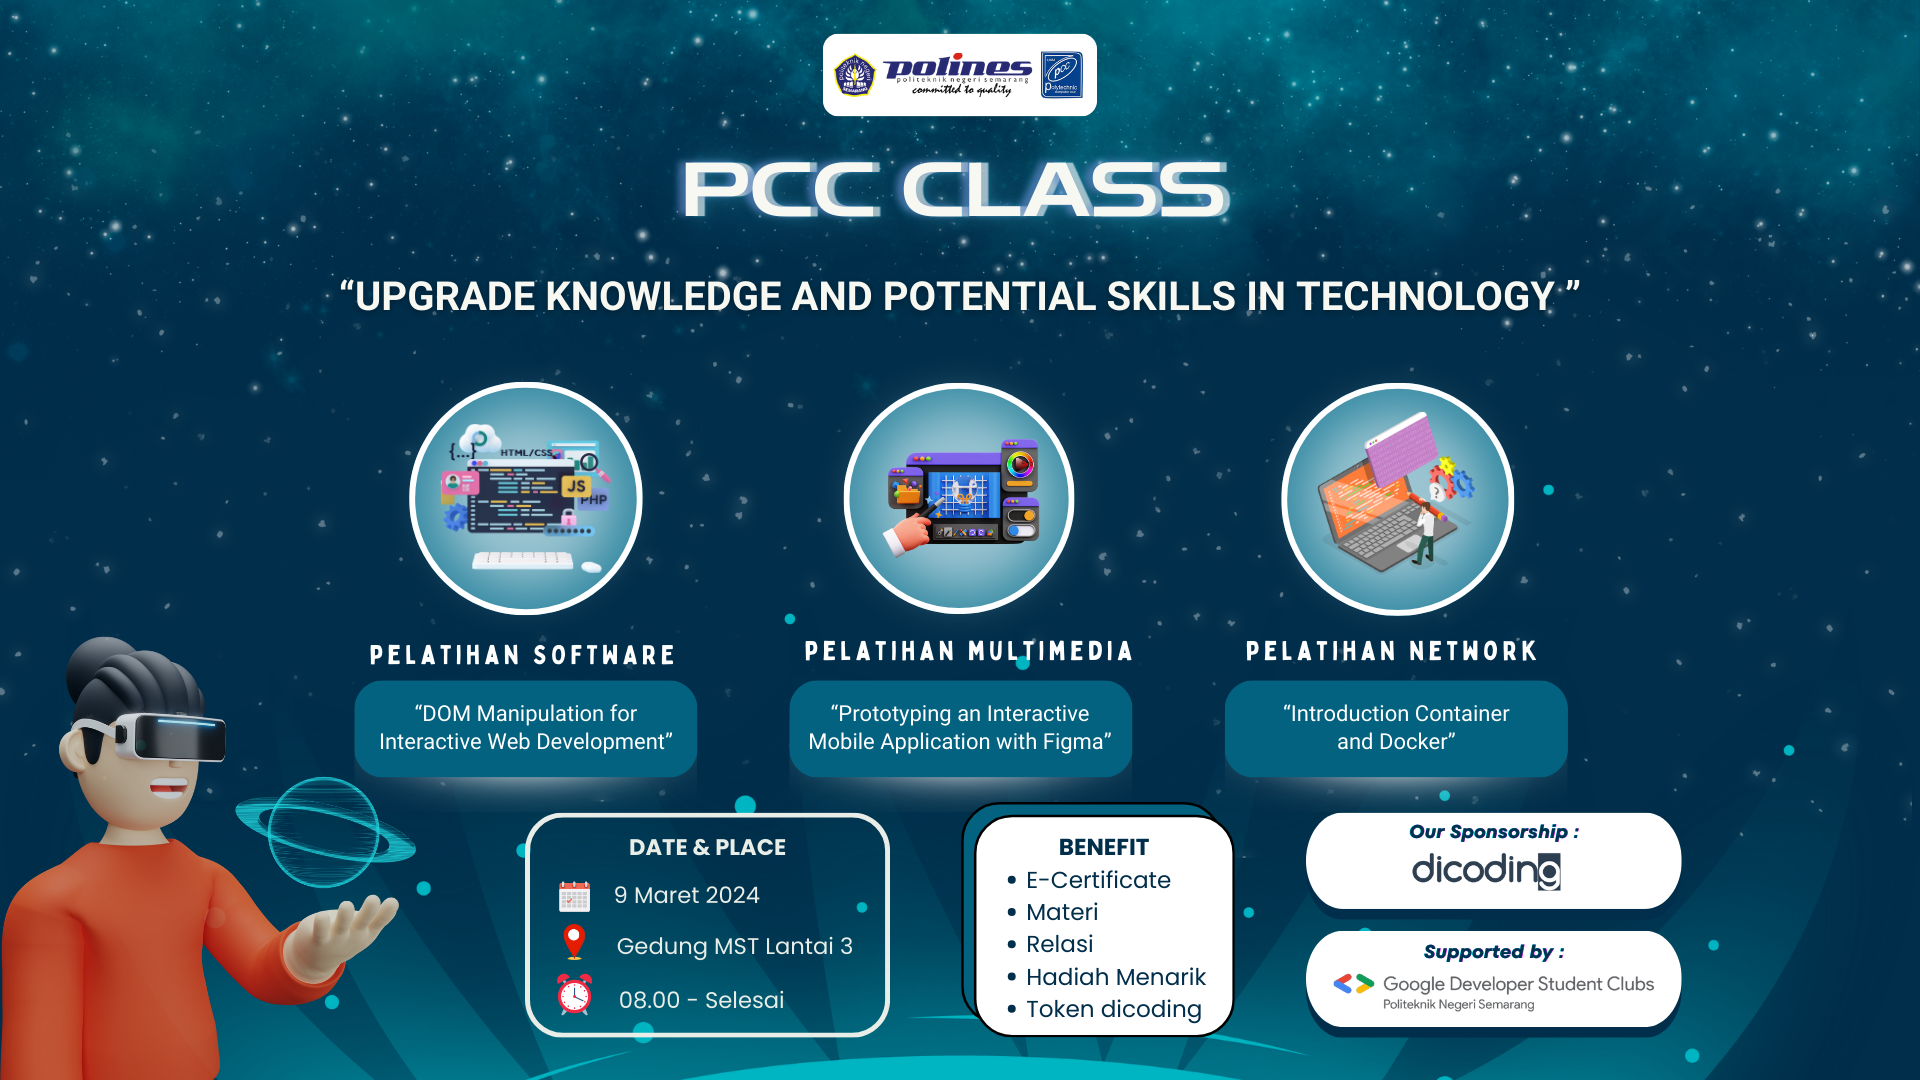 polines
politeknik negeri semarang
committed to quality
PCC
Polytechnic
PCC CLASS
“UPGRADE KNOWLEDGE AND POTENTIAL SKILLS IN TECHNOLOGY ”
{...}
HTML/CSS
JS
PHP
PELATIHAN SOFTWARE
“DOM Manipulation for
Interactive Web Development”
PELATIHAN MULTIMEDIA
“Prototyping an Interactive
Mobile Application with Figma”
PELATIHAN NETWORK
“Introduction Container
and Docker”
DATE & PLACE
9 Maret 2024
Gedung MST Lantai 3
08.00 - Selesai
BENEFIT
• E-Certificate
• Materi
• Relasi
• Hadiah Menarik
• Token dicoding
Our Sponsorship :
dicoding
Supported by :
Google Developer Student Clubs
Politeknik Negeri Semarang